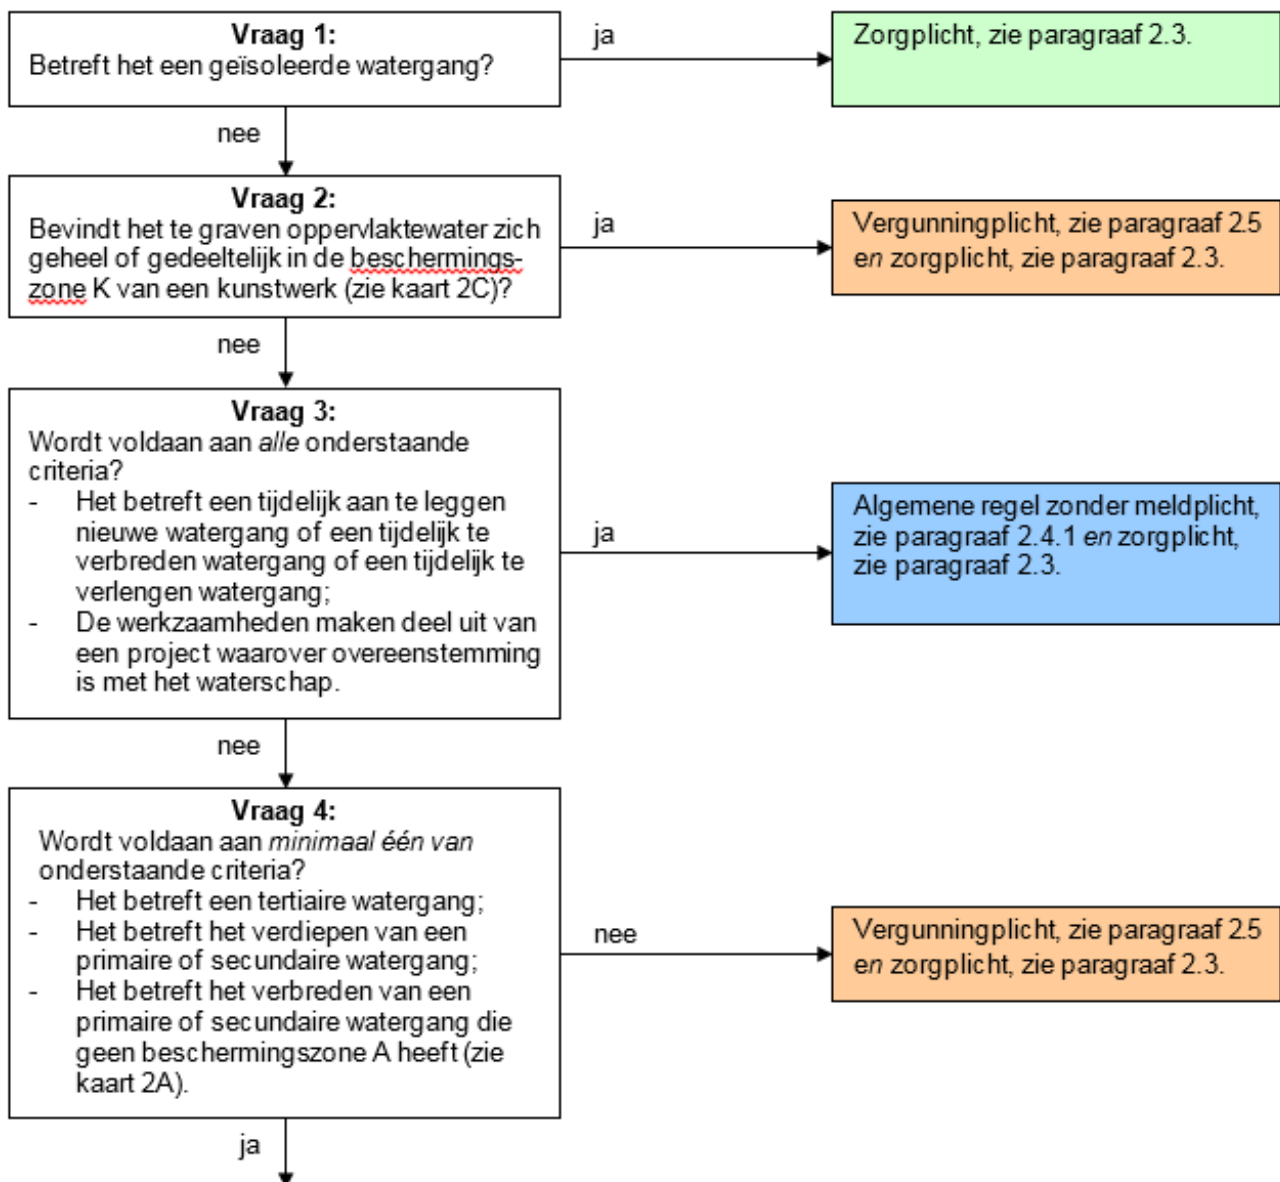 Vraag 1:
Betreft het een geïsoleerde watergang?
ja
Zorgplicht, zie paragraaf 2.3.
nee
Vraag 2:
Bevindt het te graven oppervlaktewater zich
geheel of gedeeltelijk in de beschermings-
zone K van een kunstwerk (zie kaart 2C)?
ja
Vergunningplicht, zie paragraaf 2.5
en zorgplicht, zie paragraaf 2.3.
nee
Vraag 3:
Wordt voldaan aan alle onderstaande
criteria?
- Het betreft een tijdelijk aan te leggen
nieuwe watergang of een tijdelijk te
verbreden watergang of een tijdelijk te
verlengen watergang;
- De werkzaamheden maken deel uit van
een project waarover overeenstemming
is met het waterschap.
ja
Algemene regel zonder meldplicht,
zie paragraaf 2.4.1 en zorgplicht,
zie paragraaf 2.3.
nee
Vraag 4:
Wordt voldaan aan minimaal één van
onderstaande criteria?
- Het betreft een tertiaire watergang;
- Het betreft het verdiepen van een
primaire of secundaire watergang;
- Het betreft het verbreden van een
primaire of secundaire watergang die
geen beschermingszone A heeft (zie
kaart 2A).
nee
Vergunningplicht, zie paragraaf 2.5
en zorgplicht, zie paragraaf 2.3.
ja